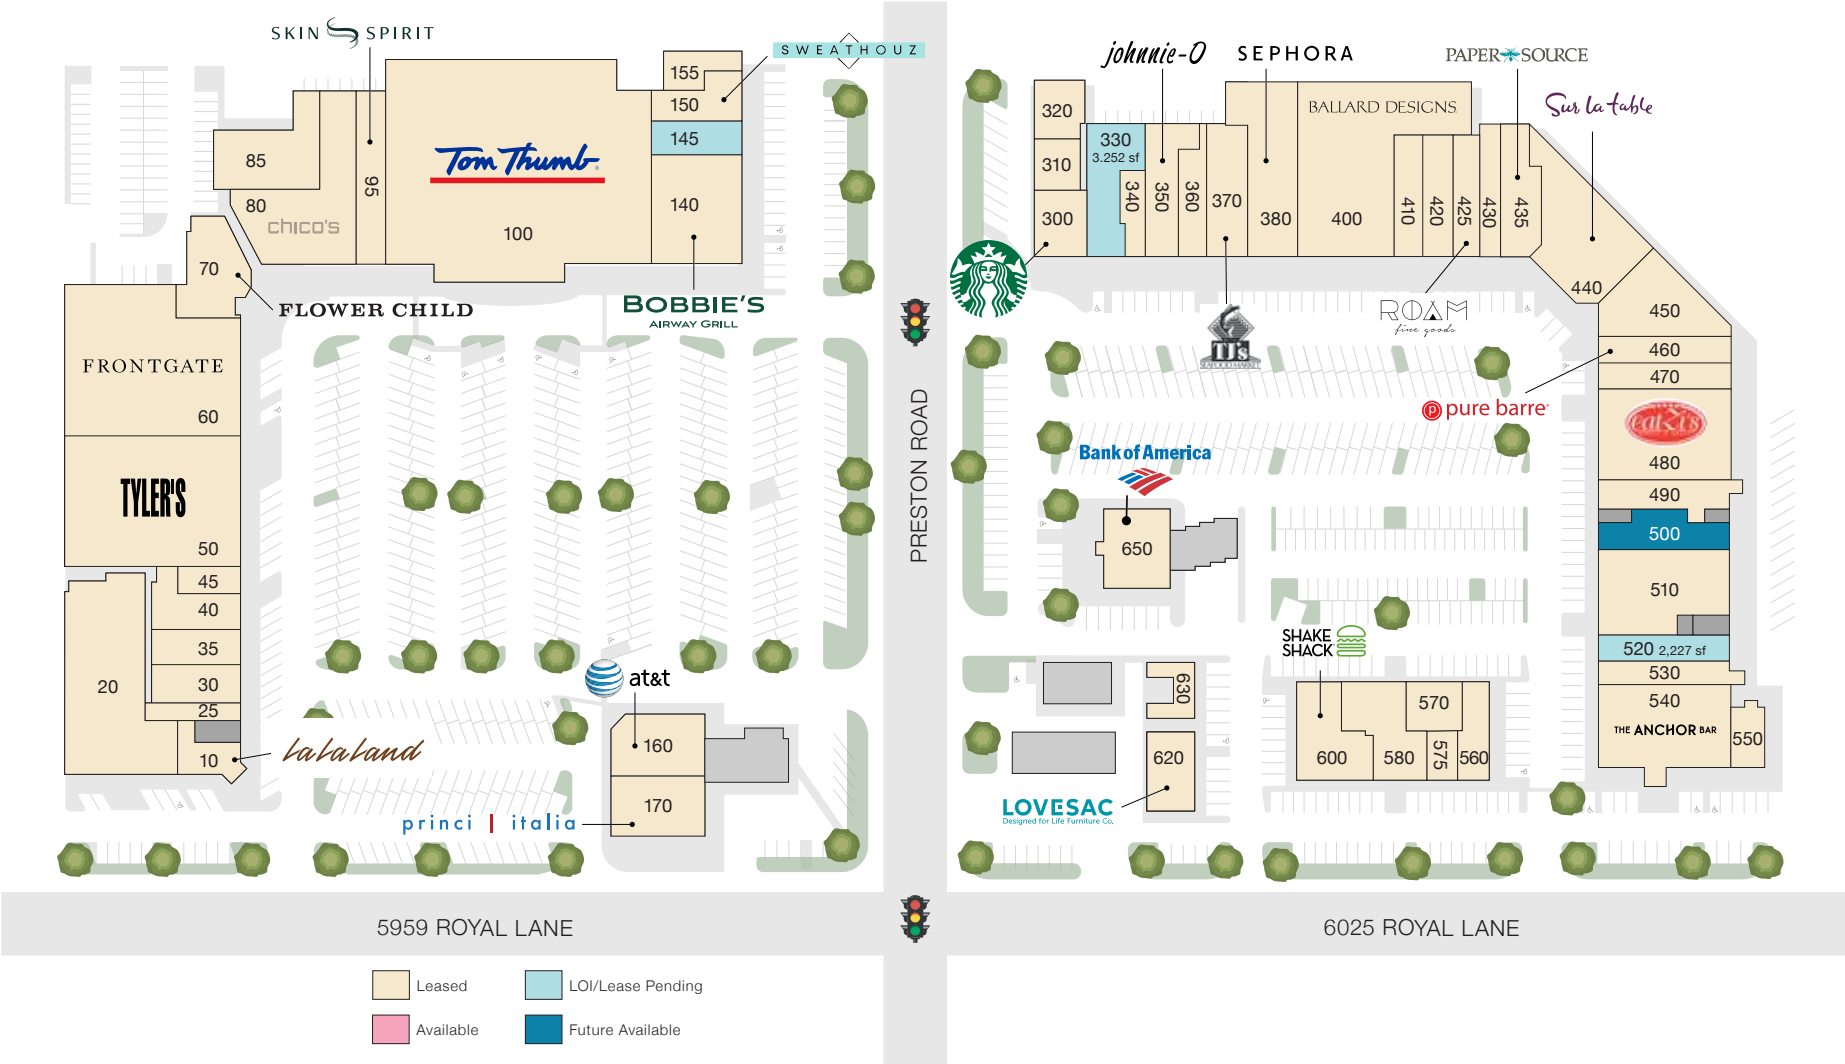 SKIN SPIRIT
SWEATHOUZ
155
150
145
140
85
80
chico's
95
Tom Thumb
100
70
FLOWER CHILD
BOBBIE'S
AIRWAY GRILL
FRONTGATE
60
TYLER'S
50
45
40
35
30
25
20
10
LaLaLand
at&t
160
170
princi | italia
PRESTON ROAD
johnnie-O
SEPHORA
PAPER SOURCE
Sur la table
BALLARD DESIGNS
320
310
300
330
3.252 sf
340
350
360
370
380
400
410
420
425
430
435
440
450
460
470
480
490
500
510
520 2,227 sf
530
540
THE ANCHOR BAR
550
TJ's
SEAFOOD MARKET
ROAM
fine goods
pure barre
eatZi's
Bank of America
650
SHAKE
SHACK
630
620
LOVESAC
Designed for Life Furniture Co.
600
580
570
575
560
5959 ROYAL LANE
6025 ROYAL LANE
Leased
LOI/Lease Pending
Available
Future Available